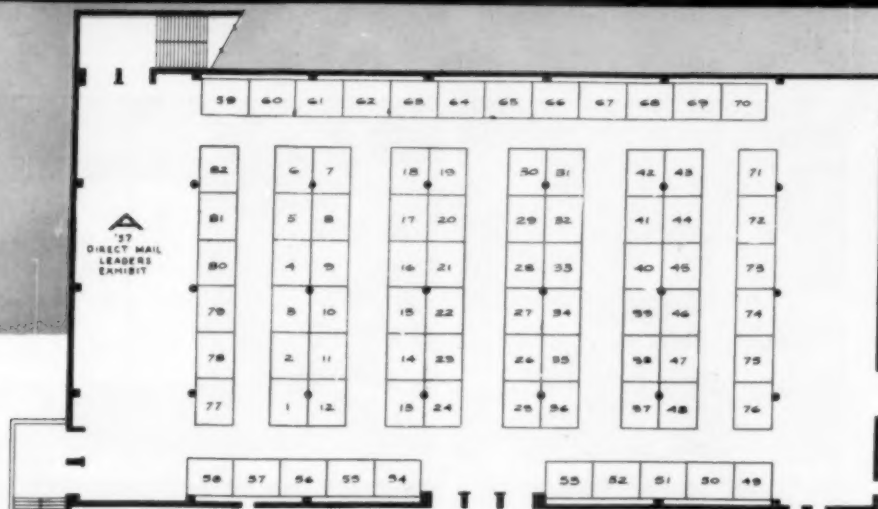 59 60 61 62 63 64 65 66 67 68 69 70
82 6 7 18 19 30 31 42 43 71
81 5 8 17 20 29 32 41 44 72
A
'57
DIRECT MAIL
LEADERS
EXHIBIT
80 4 9 16 21 28 33 40 45 73
79 3 10 15 22 27 34 39 46 74
78 2 11 14 23 26 35 38 47 75
77 1 12 13 24 25 36 37 48 76
58 57 56 55 54 53 52 51 50 49